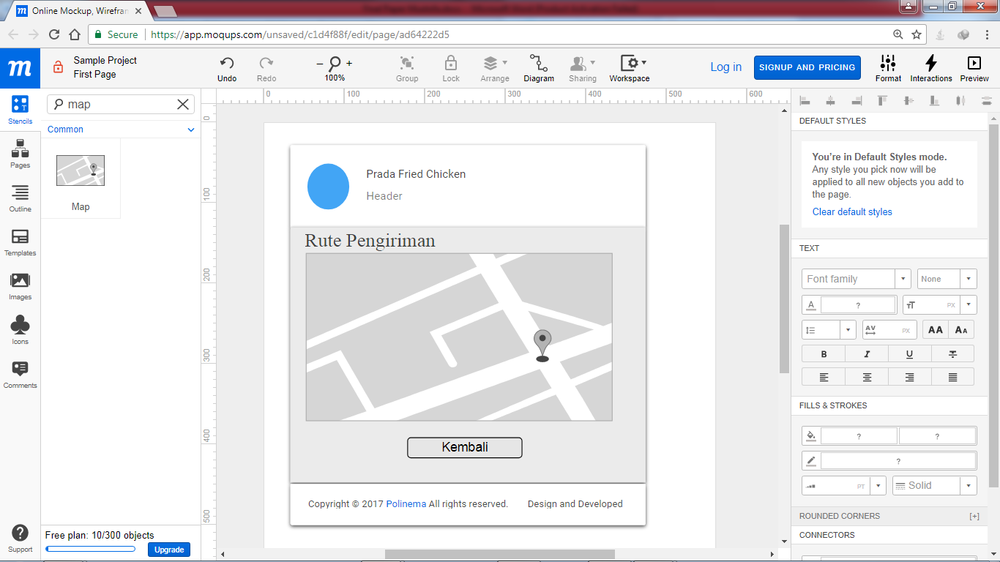 Online Mockup, Wirefran
Secure
https://app.moqups.com/unsaved/c1d4f88f/edit/page/ad64222d5
m
Sample Project
First Page
Undo
Redo
− +
100%
Group
Lock
Arrange
Diagram
Sharing
Workspace
Log in
SIGNUP AND PRICING
Format
Interactions
Preview
Stencils
Pages
Outline
Templates
Images
Icons
Comments
Support
map
Common
Map
Free plan: 10/300 objects
Upgrade
0 100 200 300 400 500 600
0
100
200
300
400
500
Prada Fried Chicken
Header
Rute Pengiriman
Kembali
Copyright © 2017 Polinema All rights reserved. Design and Developed
DEFAULT STYLES
You're in Default Styles mode.
Any style you pick now will be
applied to all new objects you add to
the page.
Clear default styles
TEXT
Font family None
A ? тT PX
AV PX AA AA
B I U T
FILLS & STROKES
? ?
?
PT Solid
ROUNDED CORNERS [+]
CONNECTORS